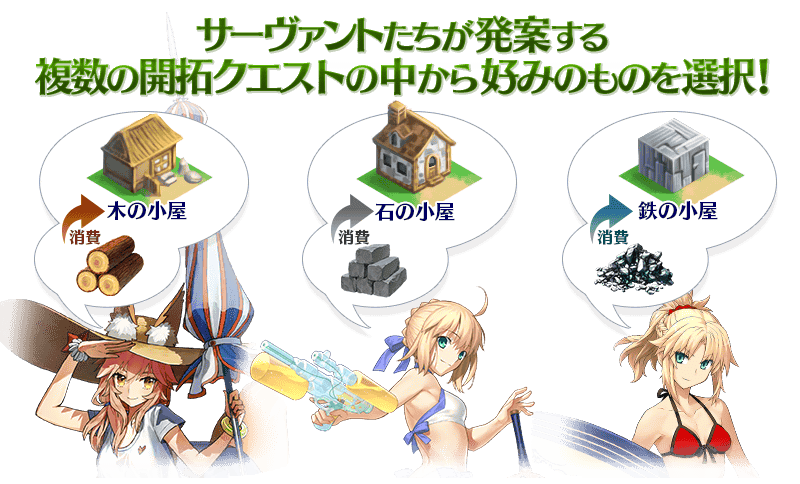 サーヴァントたちが発案する
複数の開拓クエストの中から好みのものを選択！
木の小屋
消費
石の小屋
消費
鉄の小屋
消費